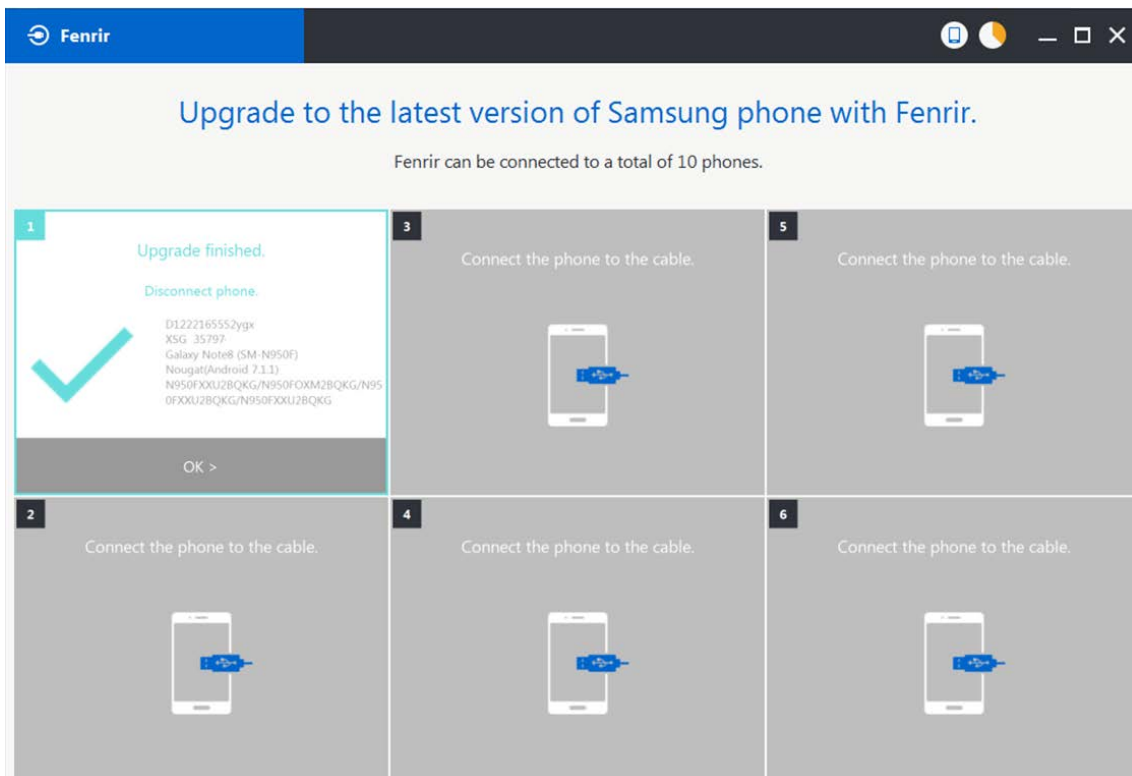 Fenrir
Upgrade to the latest version of Samsung phone with Fenrir.
Fenrir can be connected to a total of 10 phones.
1
Upgrade finished.
Disconnect phone.
D1222165552ygx
XSG 35797
Galaxy Note8 (SM-N950F)
Nougat(Android 7.1.1)
N950FXXU2BQKG/N950FOXM2BQKG/N95
0FXXU2BQKG/N950FXXU2BQKG
OK >
3
Connect the phone to the cable.
5
Connect the phone to the cable.
2
Connect the phone to the cable.
4
Connect the phone to the cable.
6
Connect the phone to the cable.